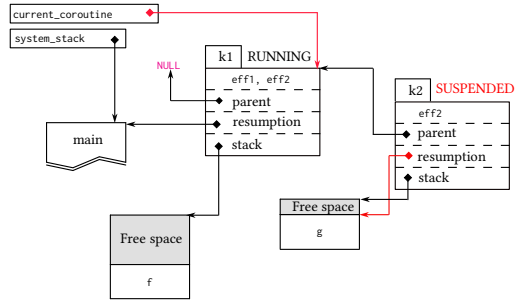 current_coroutine
system_stack
k1 RUNNING
NULL
eff1, eff2
parent
resumption
stack
main
k2 SUSPENDED
eff2
parent
resumption
stack
Free space
f
Free space
g